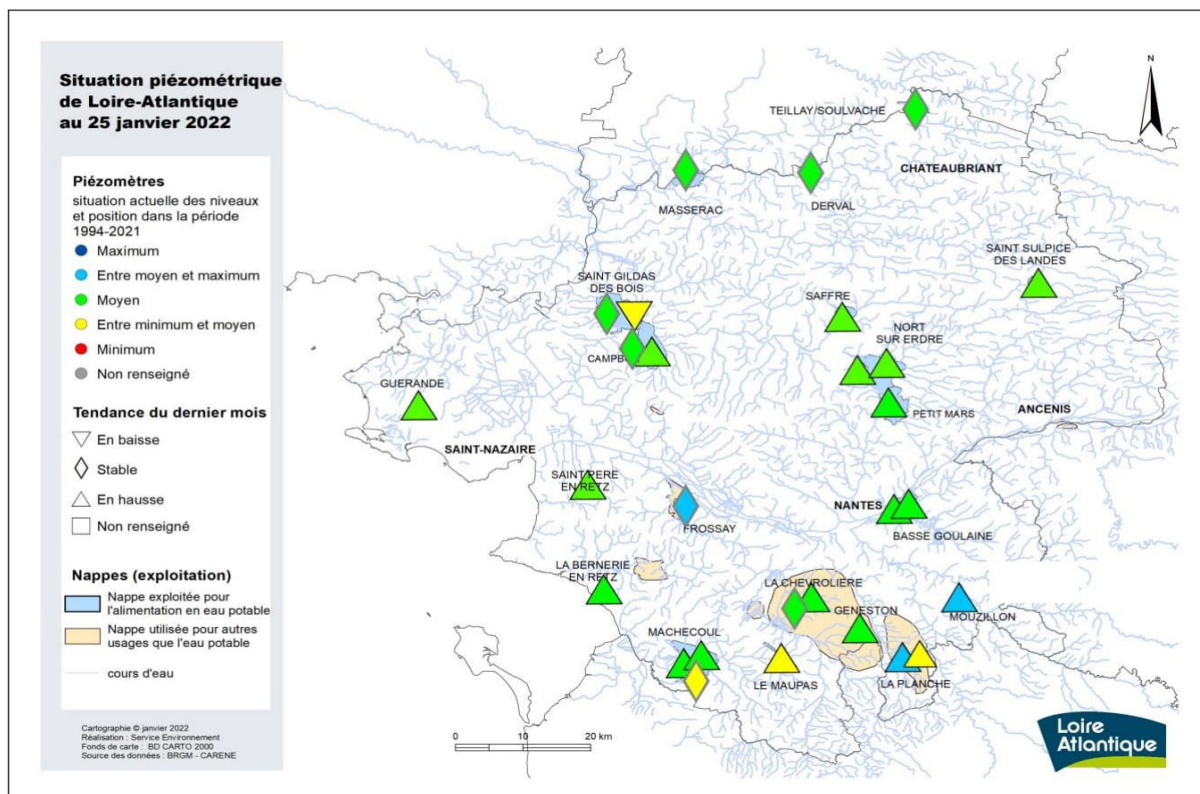 Situation piézométrique
de Loire-Atlantique
au 25 janvier 2022
Piézomètres
situation actuelle des niveaux
et position dans la période
1994-2021
Maximum
Entre moyen et maximum
Moyen
Entre minimum et moyen
Minimum
Non renseigné
Tendance du dernier mois
En baisse
Stable
En hausse
Non renseigné
Nappes (exploitation)
Nappe exploitée pour
l'alimentation en eau potable
Nappe utilisée pour autres
usages que l'eau potable
cours d'eau
Cartographie © janvier 2022
Réalisation : Service Environnement
Fonds de carte : BD CARTO 2000
Source des données : BRGM - CARENE
N
TEILLAY/SOULVACHE
CHATEAUBRIANT
MASSERAC
DERVAL
SAINT SULPICE
DES LANDES
SAINT GILDAS
DES BOIS
SAFFRE
NORT
SUR ERDRE
GUERANDE
PETIT MARS
ANCENIS
SAINT-NAZAIRE
SAINT PERE
EN RETZ
FROSSAY
NANTES
BASSE GOULAINE
LA BERNERIE
EN RETZ
LA CHEVROLIERE
GENESTON
MOUZILLON
MACHECOUL
LE MAUPAS
LA PLANCHE
0 10 20 km
Loire
Atlantique